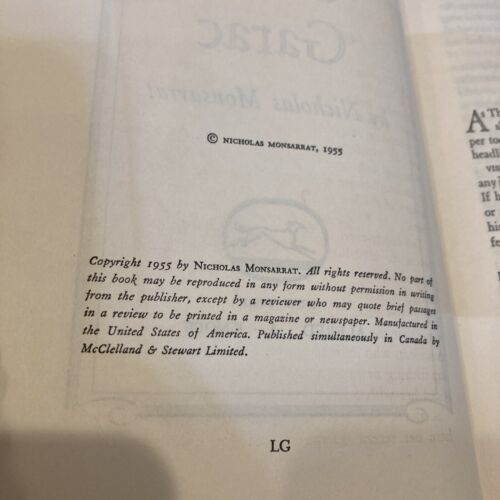 © NICHOLAS MONSARRAT, 1955
Copyright 1955 by NICHOLAS MONSARRAT. All rights reserved. No part of
this book may be reproduced in any form without permission in writing
from the publisher, except by a reviewer who may quote brief passages
in a review to be printed in a magazine or newspaper. Manufactured in
the United States of America. Published simultaneously in Canada by
McClelland & Stewart Limited.
LG